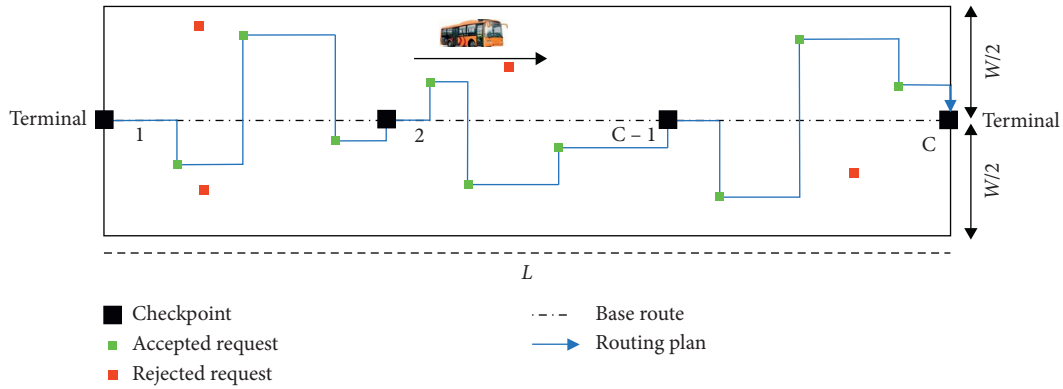 W/2
Terminal
1
2
C – 1
C
Terminal
W/2
L
Checkpoint
Accepted request
Rejected request
Base route
Routing plan